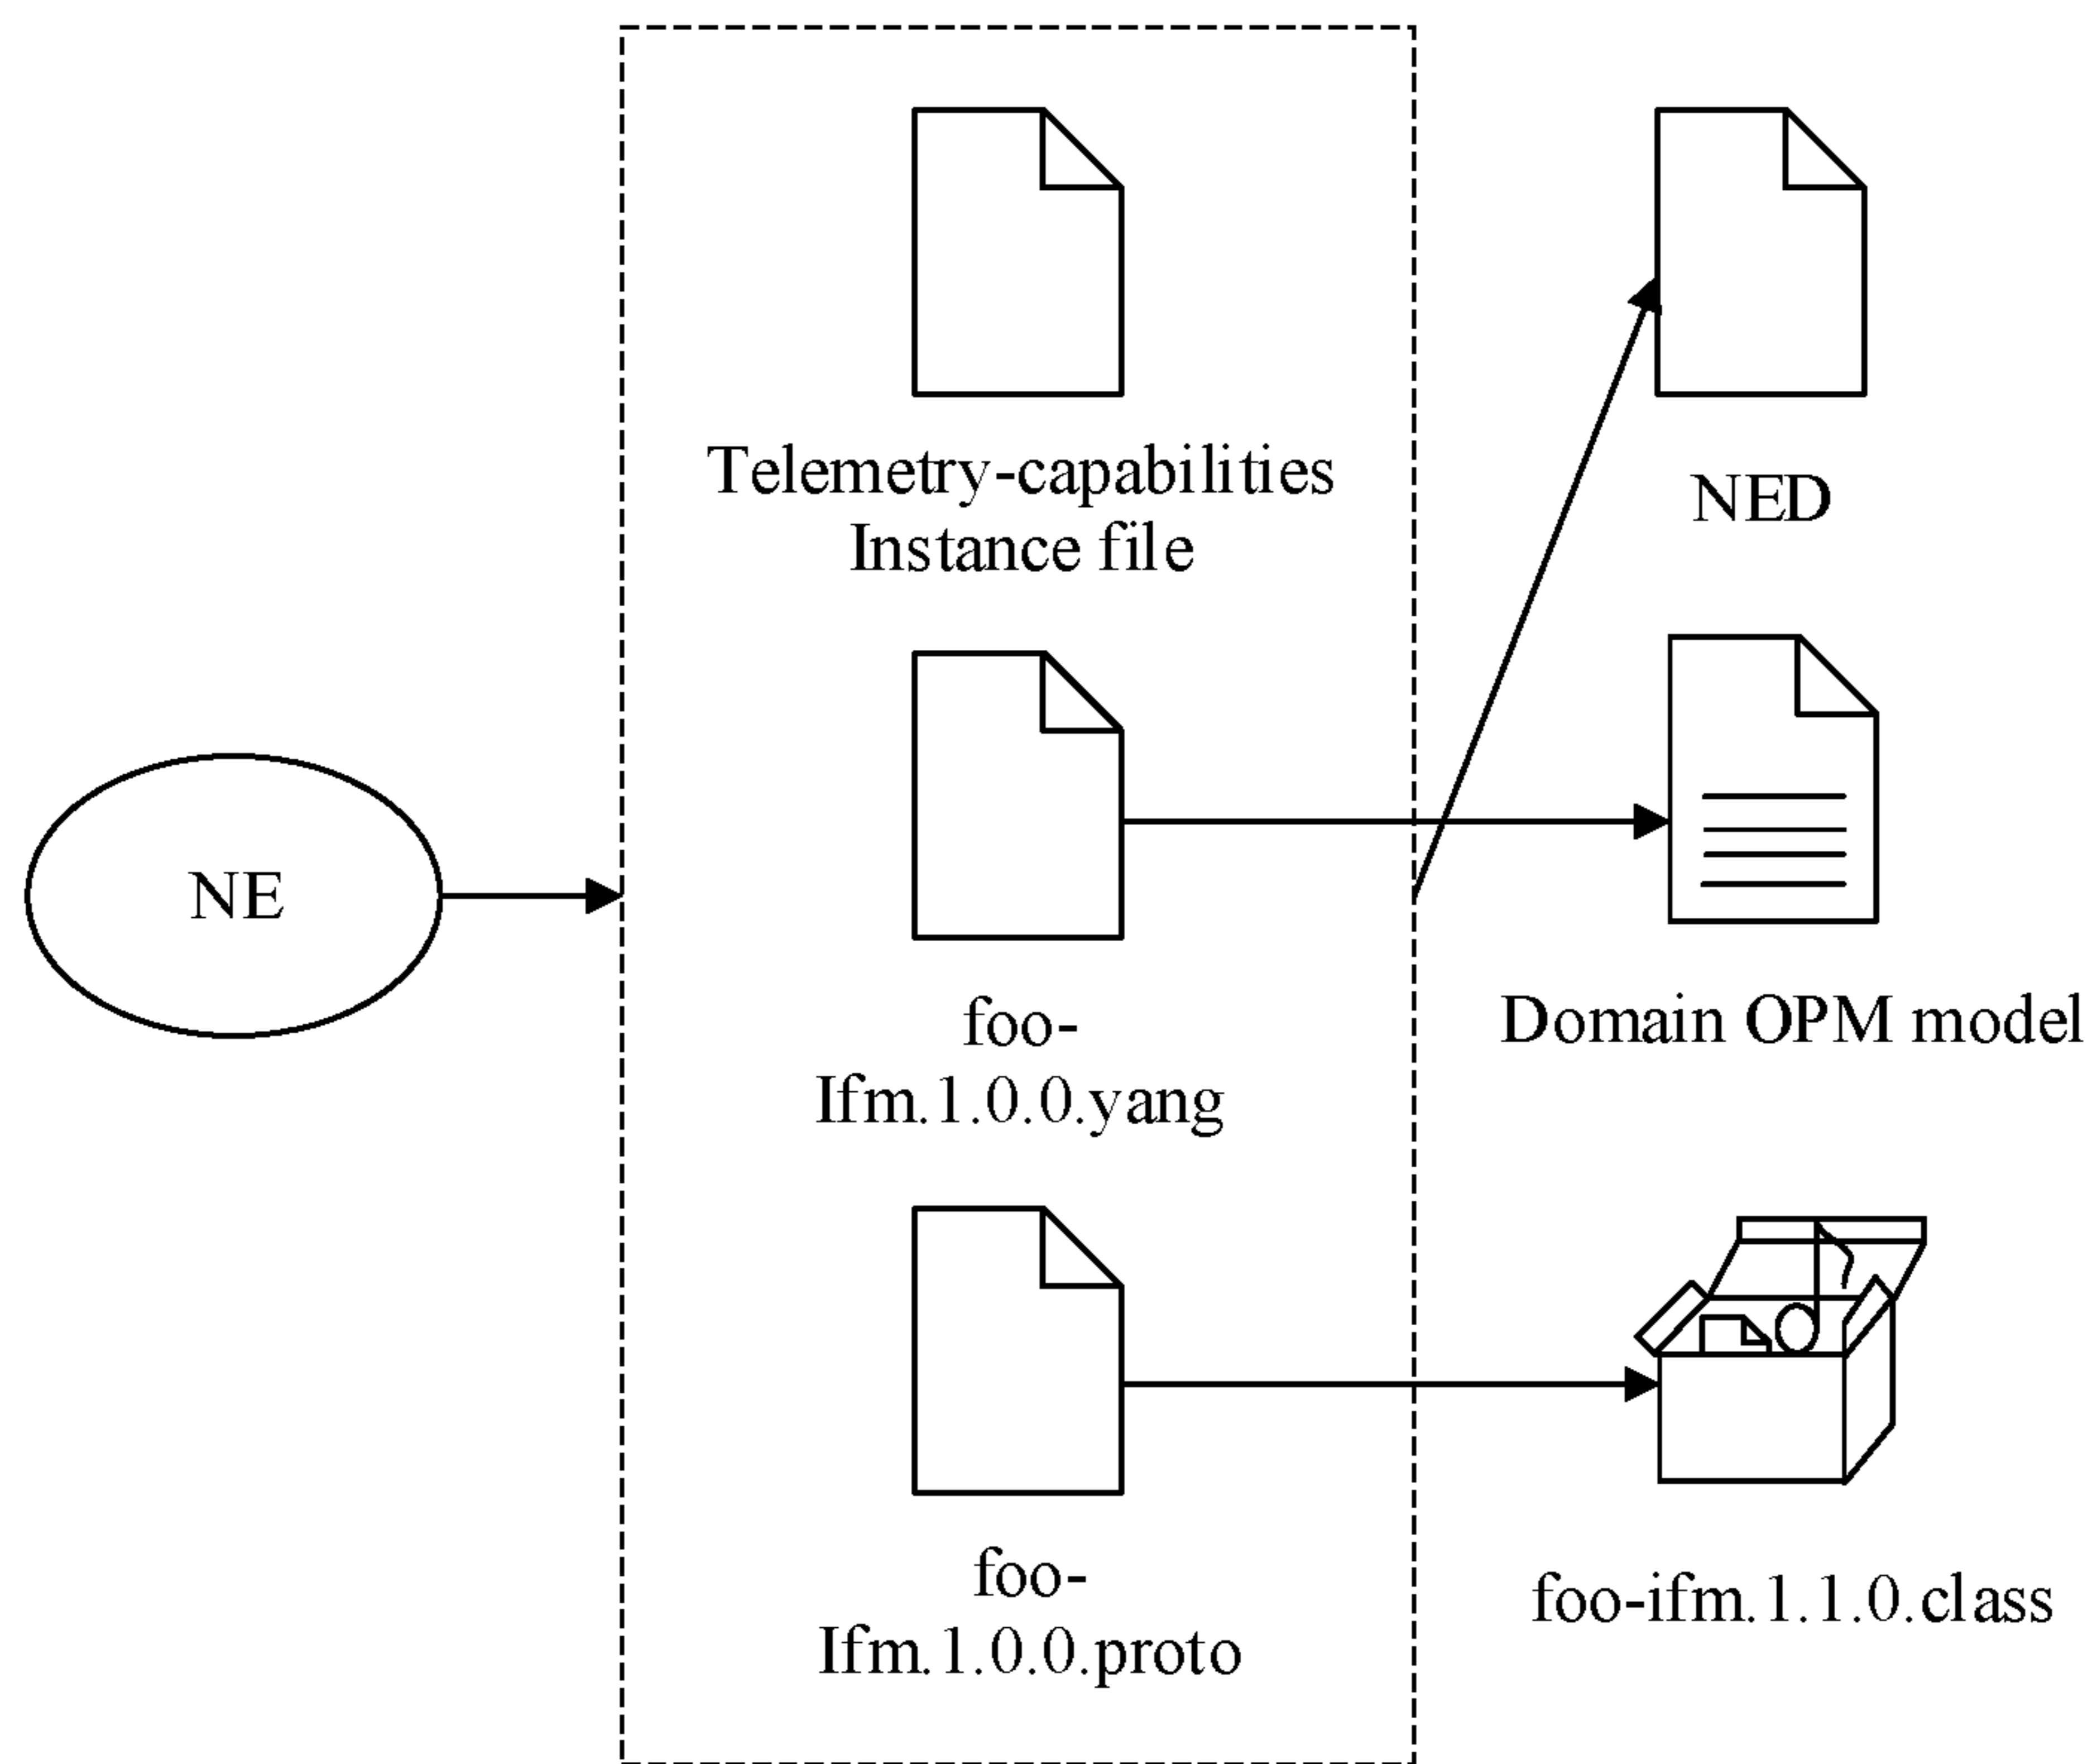 Telemetry-capabilities
Instance file
NED
NE
foo-
Ifm.1.0.0.yang
Domain OPM model
foo-
Ifm.1.0.0.proto
foo-ifm.1.1.0.class